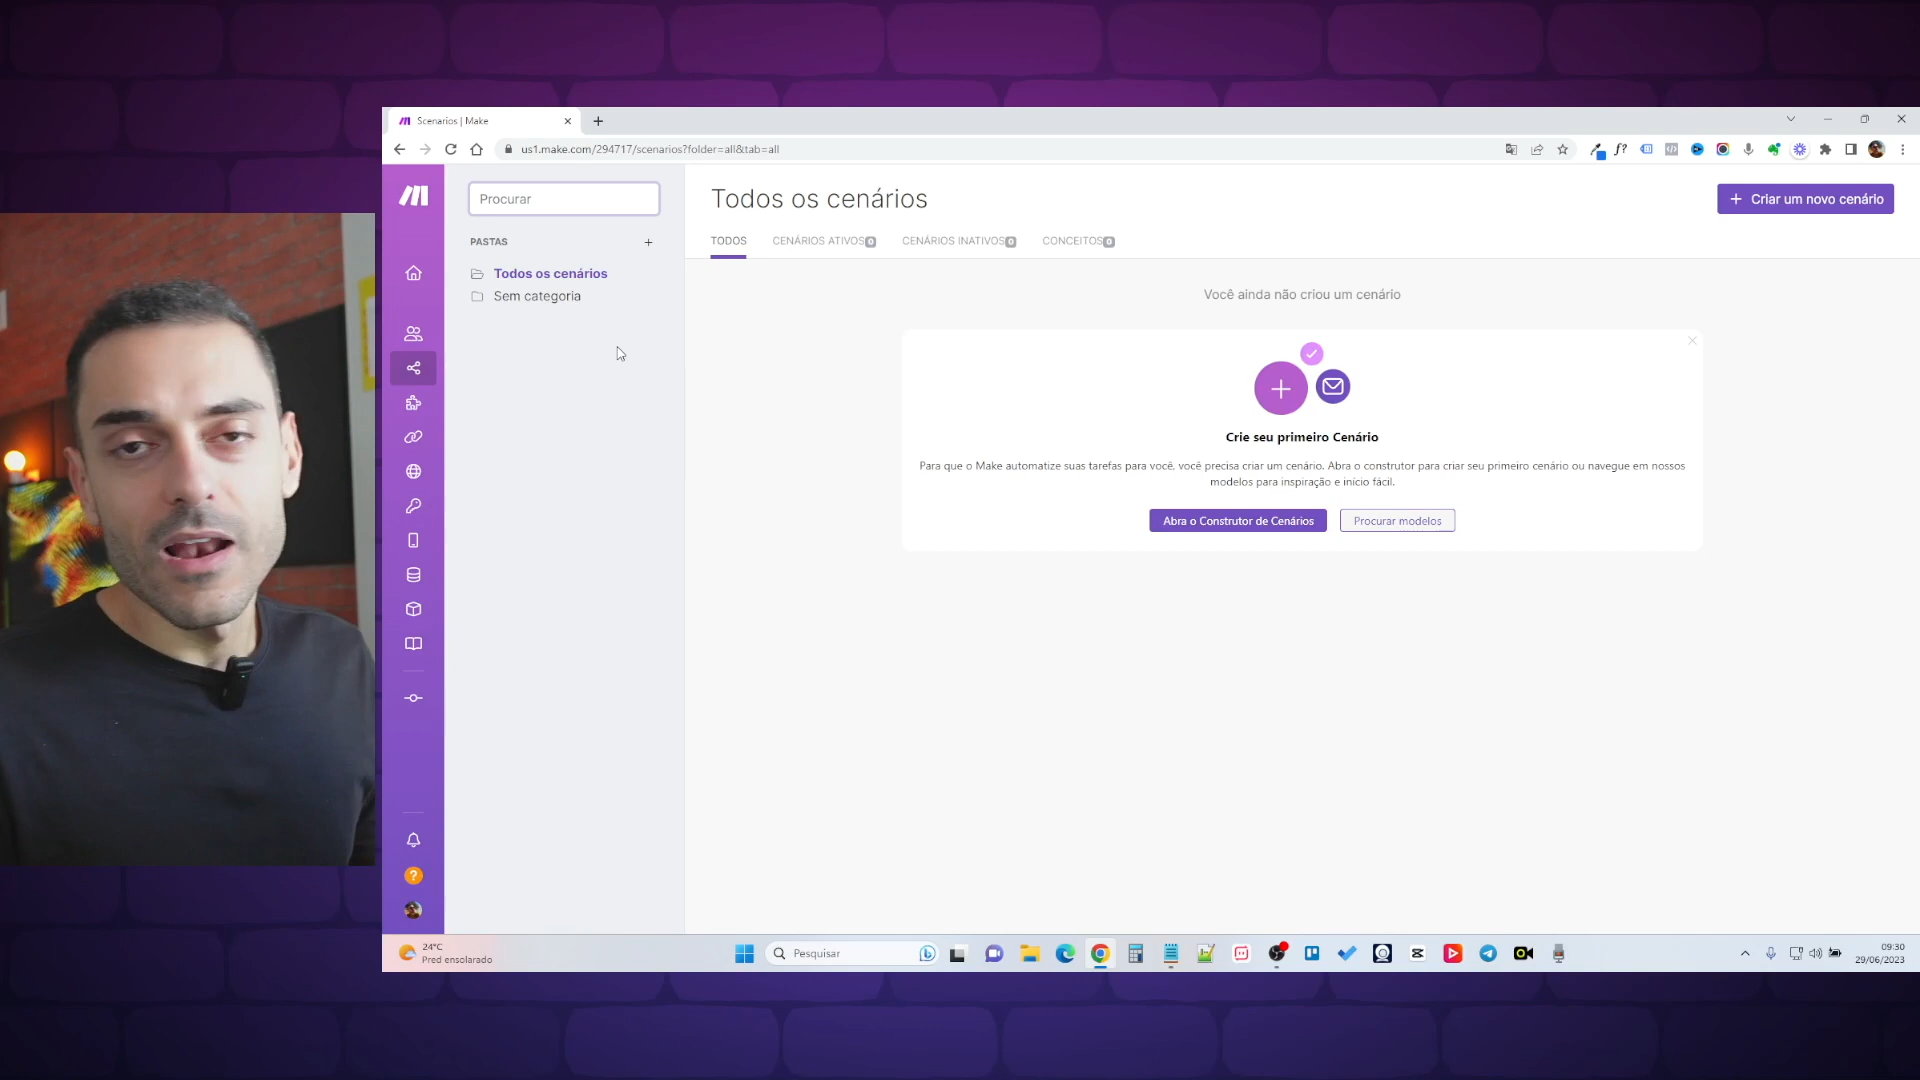 Scenarios | Make
us1.make.com/294717/scenarios?folder=all&tab=all
f?
Procurar
PASTAS
Todos os cenários
Sem categoria
Todos os cenários
+ Criar um novo cenário
TODOS
CENÁRIOS ATIVOS 0
CENÁRIOS INATIVOS 0
CONCEITOS 0
Você ainda não criou um cenário
Crie seu primeiro Cenário
Para que o Make automatize suas tarefas para você, você precisa criar um cenário. Abra o construtor para criar seu primeiro cenário ou navegue em nossos
modelos para inspiração e início fácil.
Abra o Construtor de Cenários
Procurar modelos
?
24°C
Pred ensolarado
Pesquisar
09:30
29/06/2023